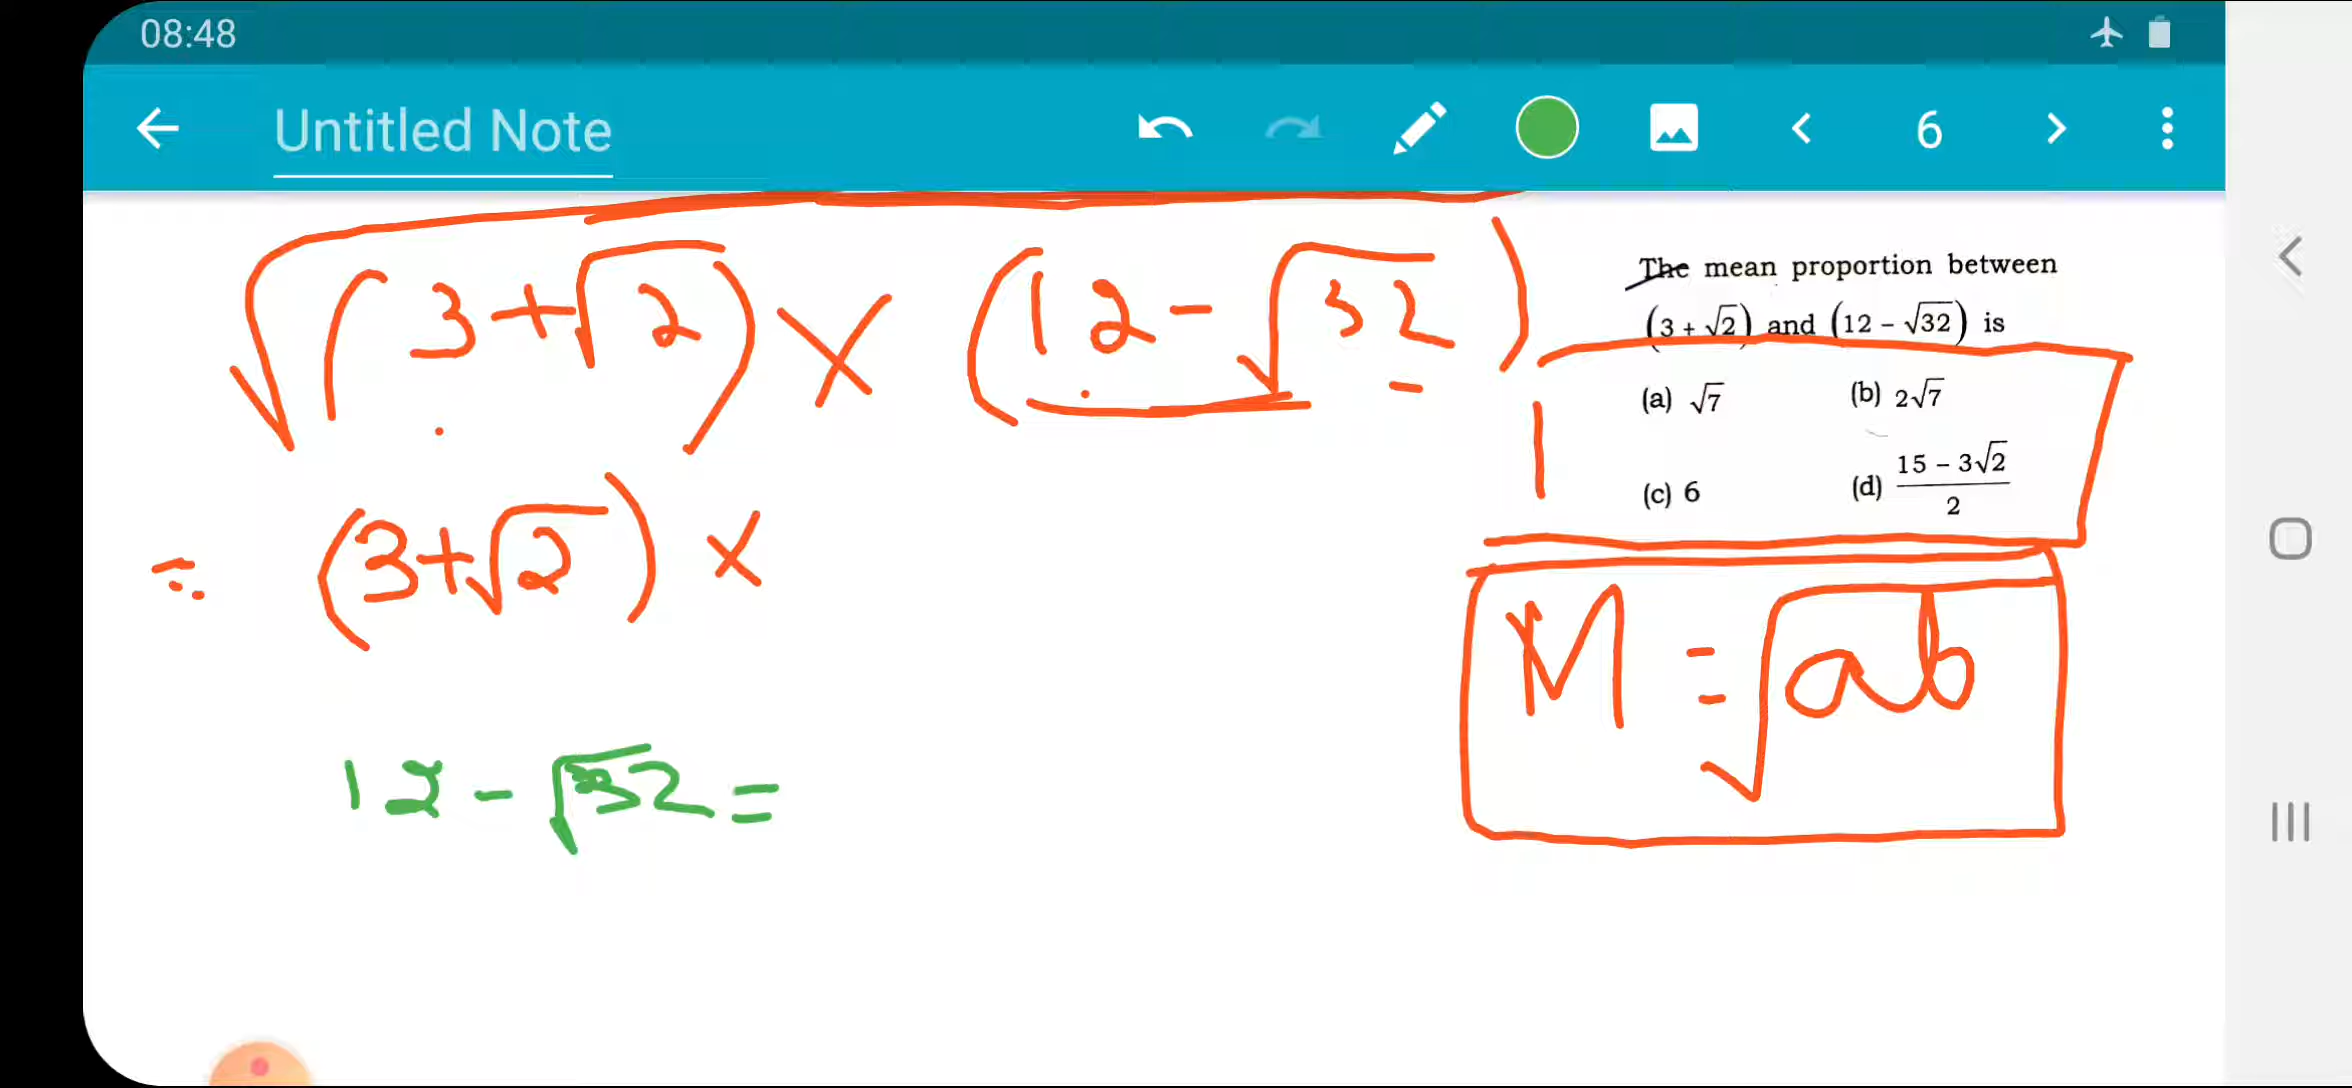 08:48
Untitled Note
6
√(3+√2) × (12-√32)
The mean proportion between
(3 + √2) and (12 - √32) is
(a) √7 (b) 2√7
(c) 6 (d) (15 - 3√2)/2
= (3+√2) ×
M = √ab
12 - √32 =